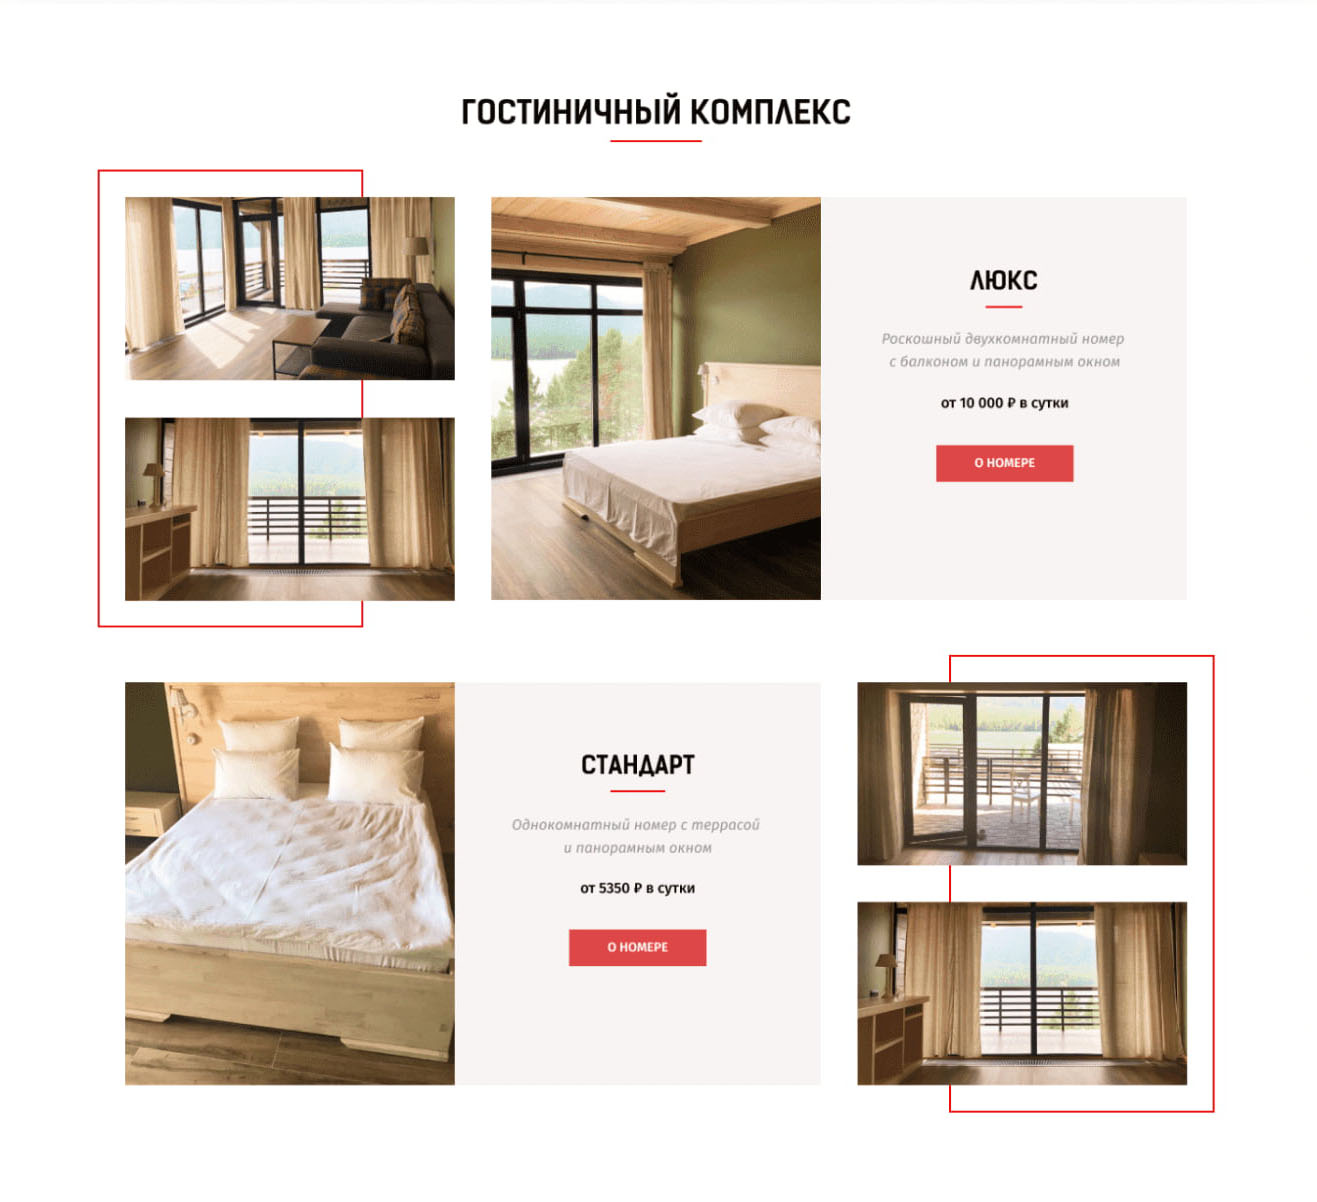 ГОСТИНИЧНЫЙ КОМПЛЕКС
ЛЮКС
Роскошный двухкомнатный номер
с балконом и панорамным окном
от 10 000 ₽ в сутки
О НОМЕРЕ
СТАНДАРТ
Однокомнатный номер с террасой
и панорамным окном
от 5350 ₽ в сутки
О НОМЕРЕ